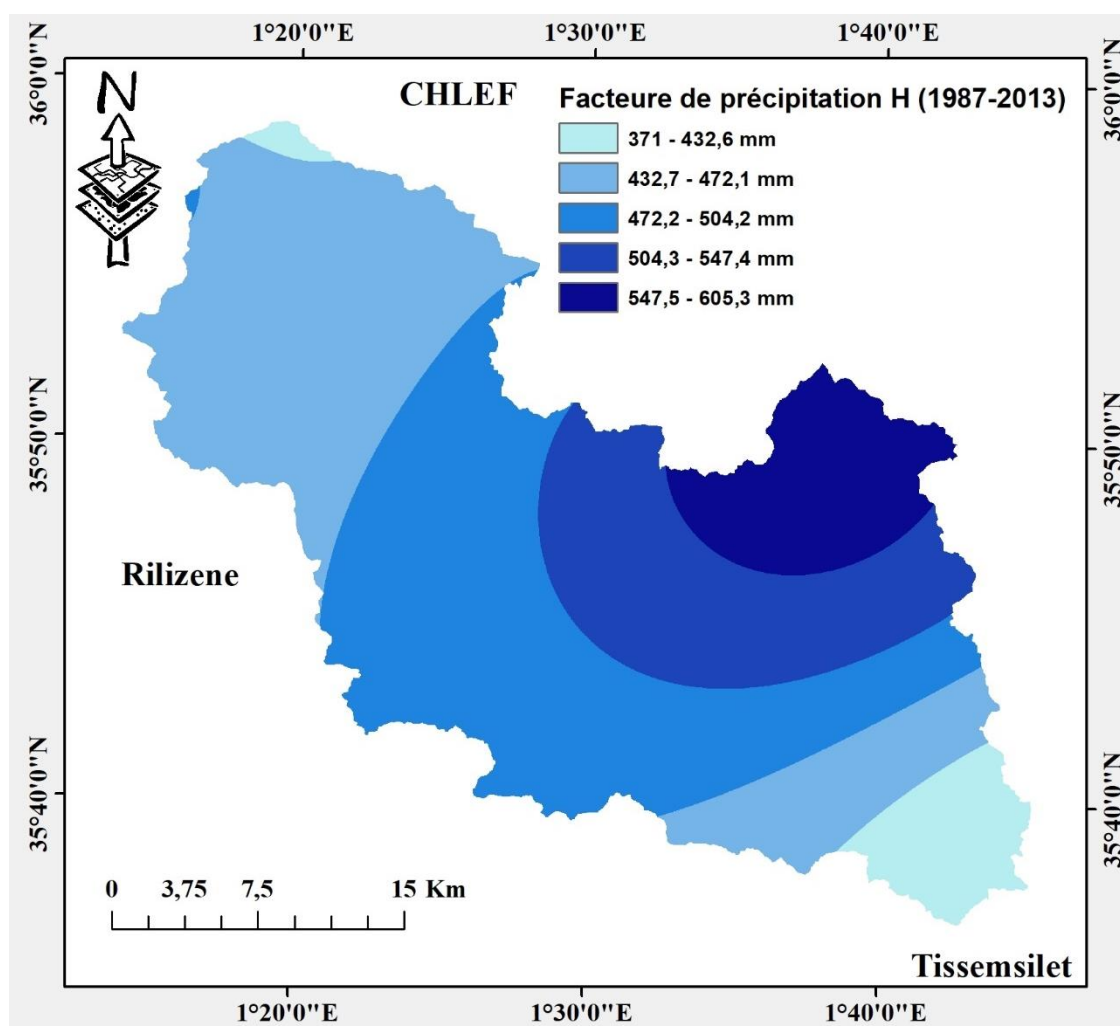 1°20'0"E 1°30'0"E 1°40'0"E
36°0'0"N
36°0'0"N
N
CHLEF
Facteure de précipitation H (1987-2013)
371 - 432,6 mm
432,7 - 472,1 mm
472,2 - 504,2 mm
504,3 - 547,4 mm
547,5 - 605,3 mm
35°50'0"N
35°50'0"N
Rilizene
35°40'0"N
35°40'0"N
0 3,75 7,5 15 Km
Tissemsilet
1°20'0"E 1°30'0"E 1°40'0"E